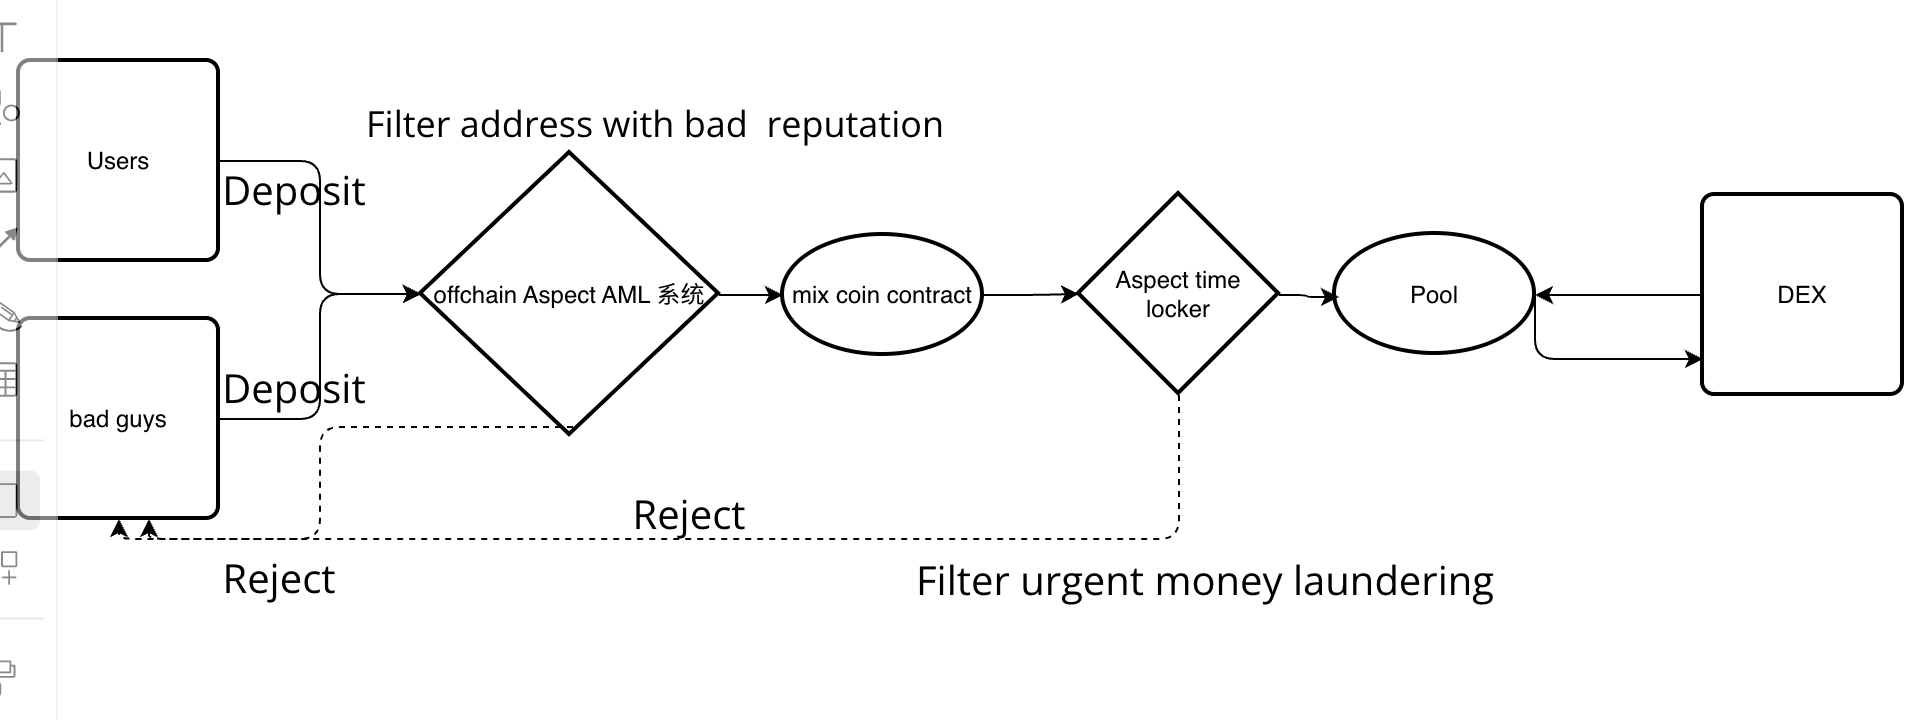 Filter address with bad  reputation
Users
Deposit
offchain Aspect AML 系统
mix coin contract
Aspect time
locker
Pool
DEX
Deposit
bad guys
Reject
Reject
Filter urgent money laundering